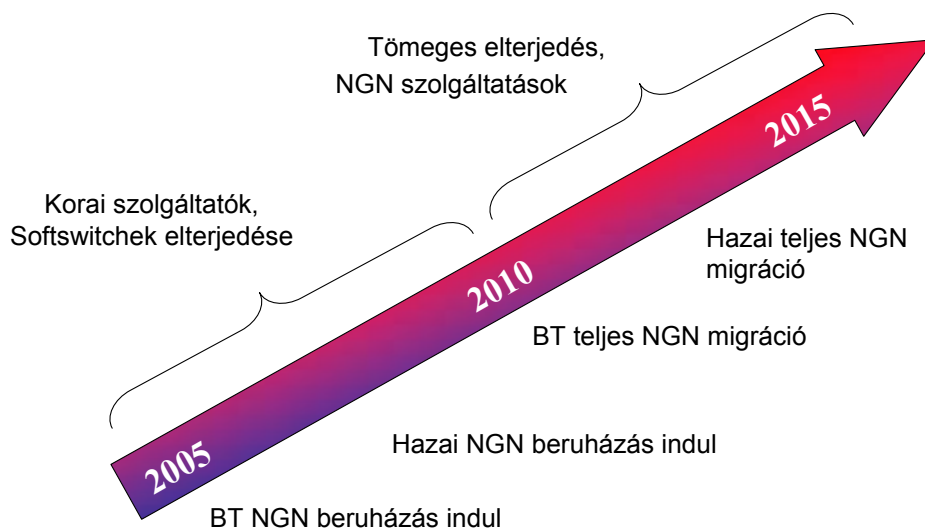 Tömeges elterjedés,
NGN szolgáltatások
2015
Korai szolgáltatók,
Softswitchek elterjedése
Hazai teljes NGN
migráció
2010
BT teljes NGN migráció
Hazai NGN beruházás indul
2005
BT NGN beruházás indul